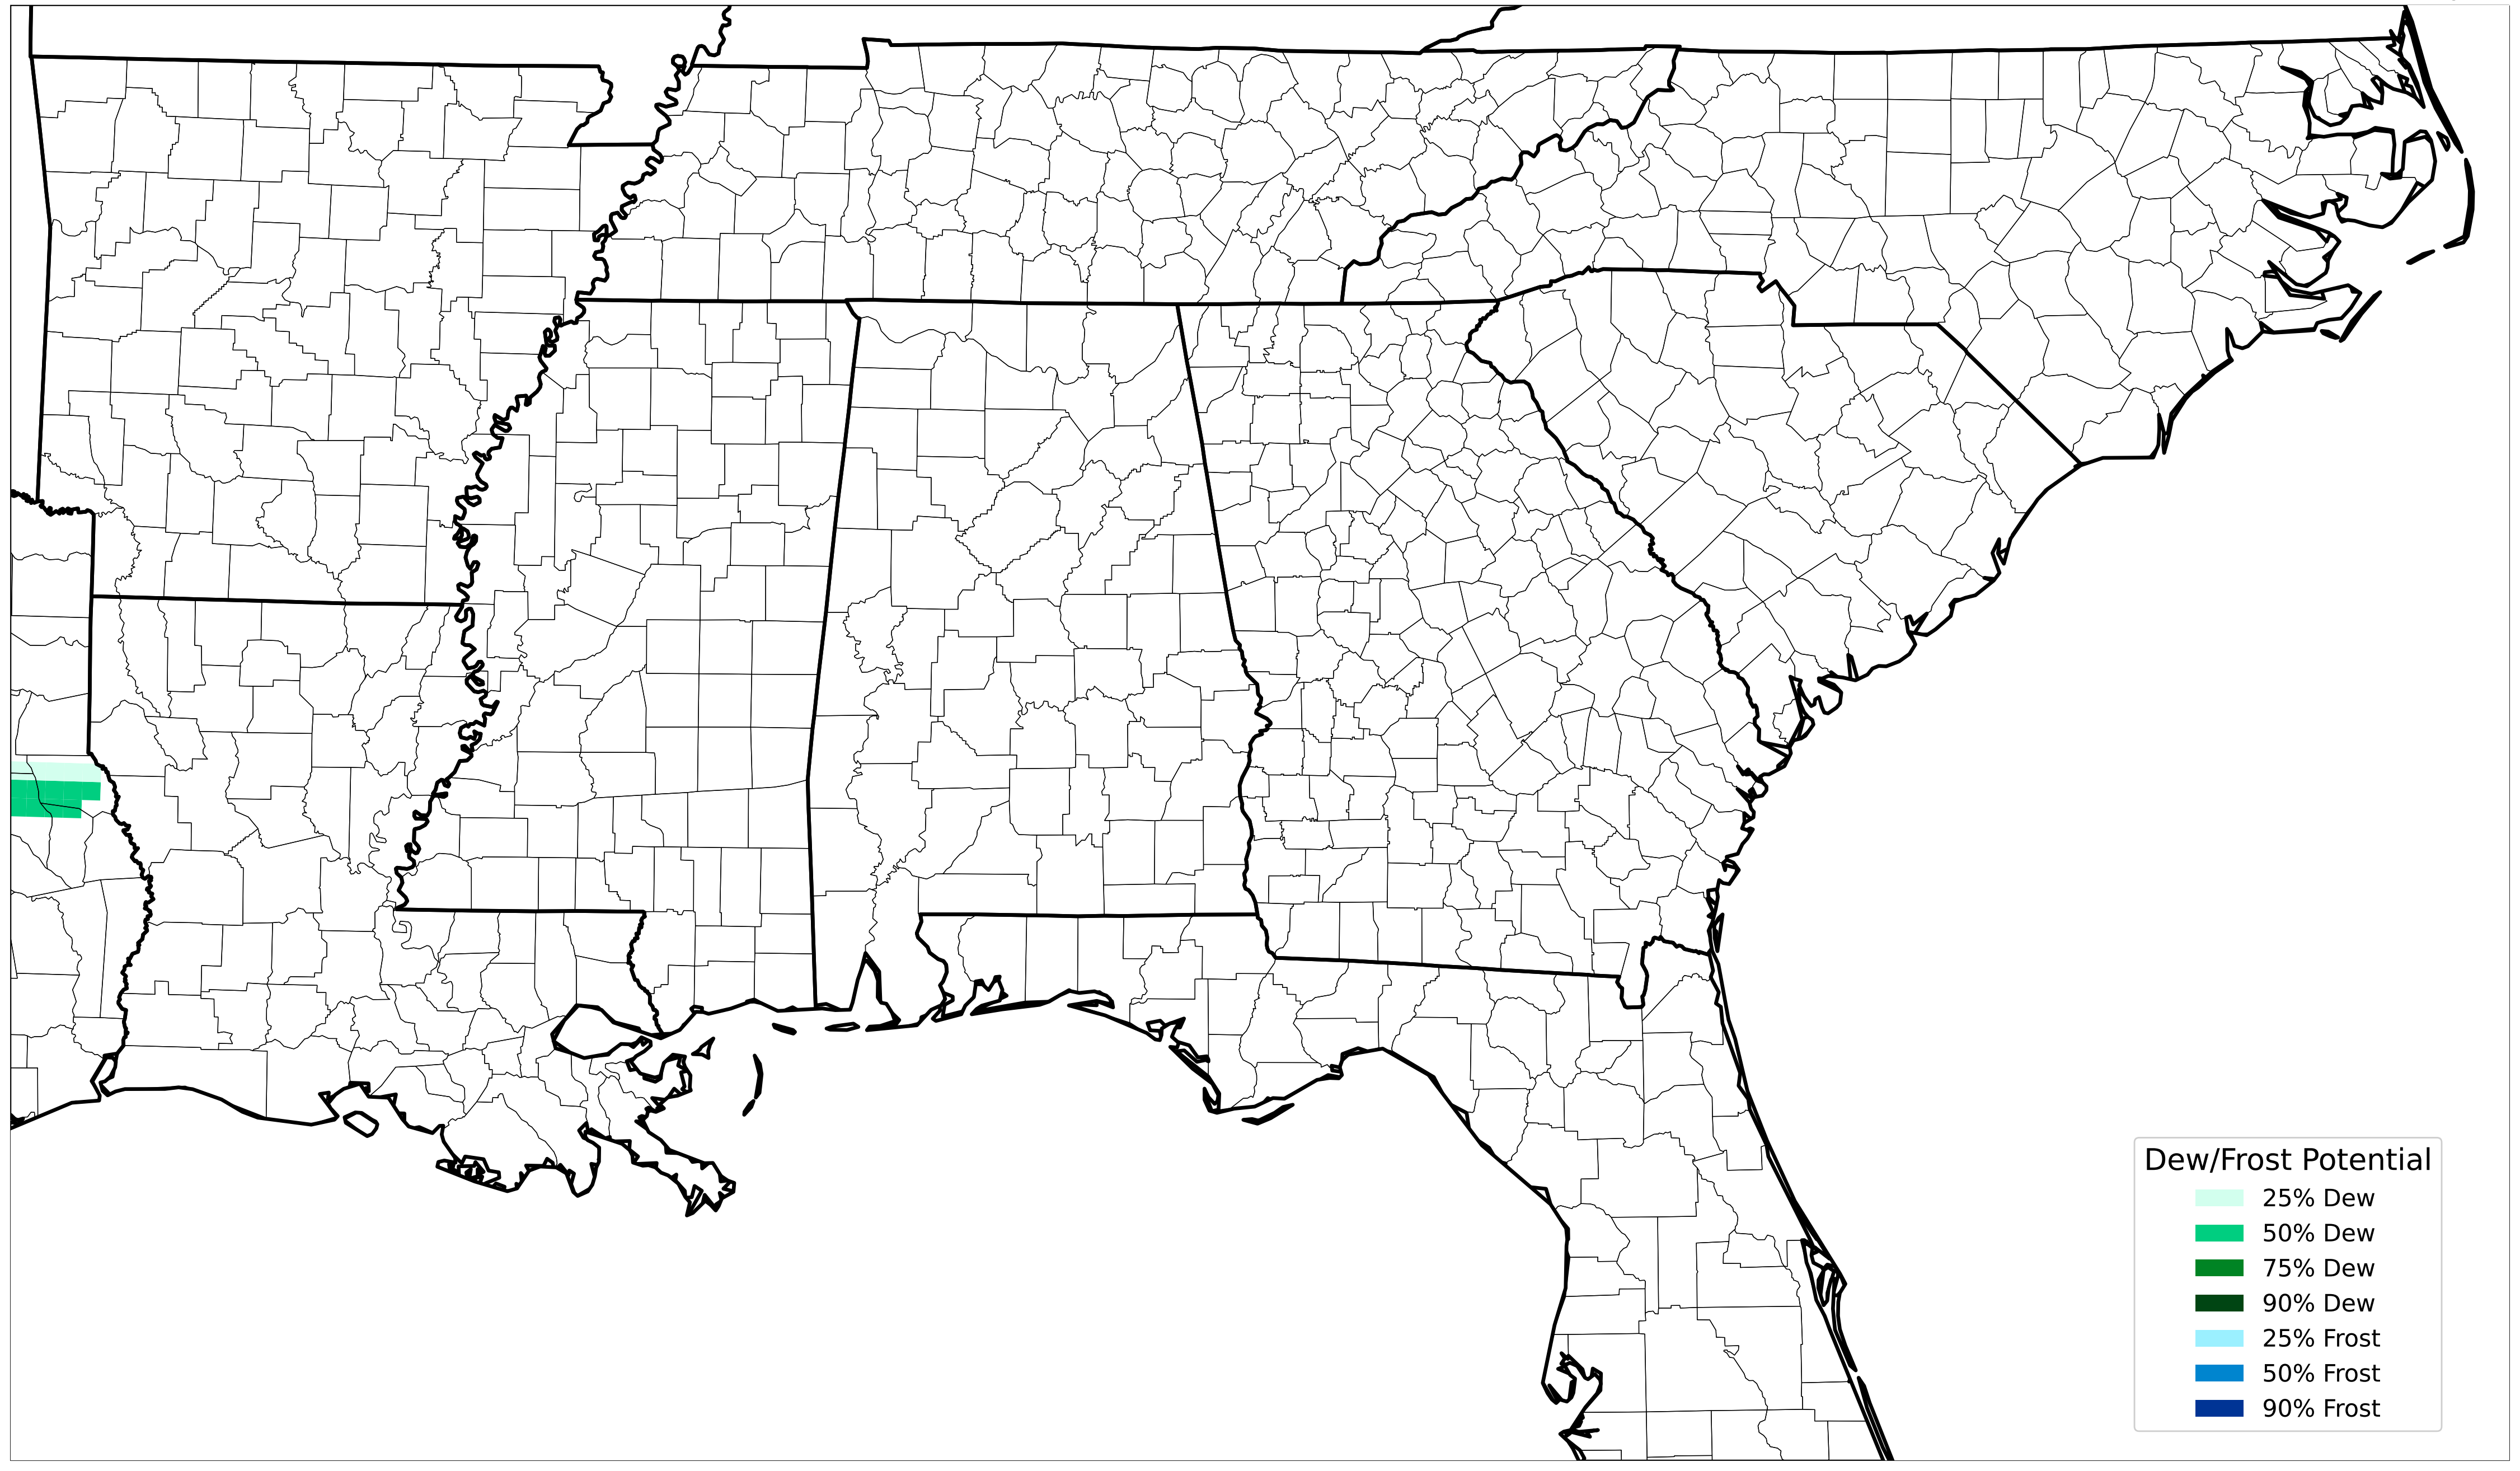 Dew/Frost Potential
25% Dew
50% Dew
75% Dew
90% Dew
25% Frost
50% Frost
90% Frost